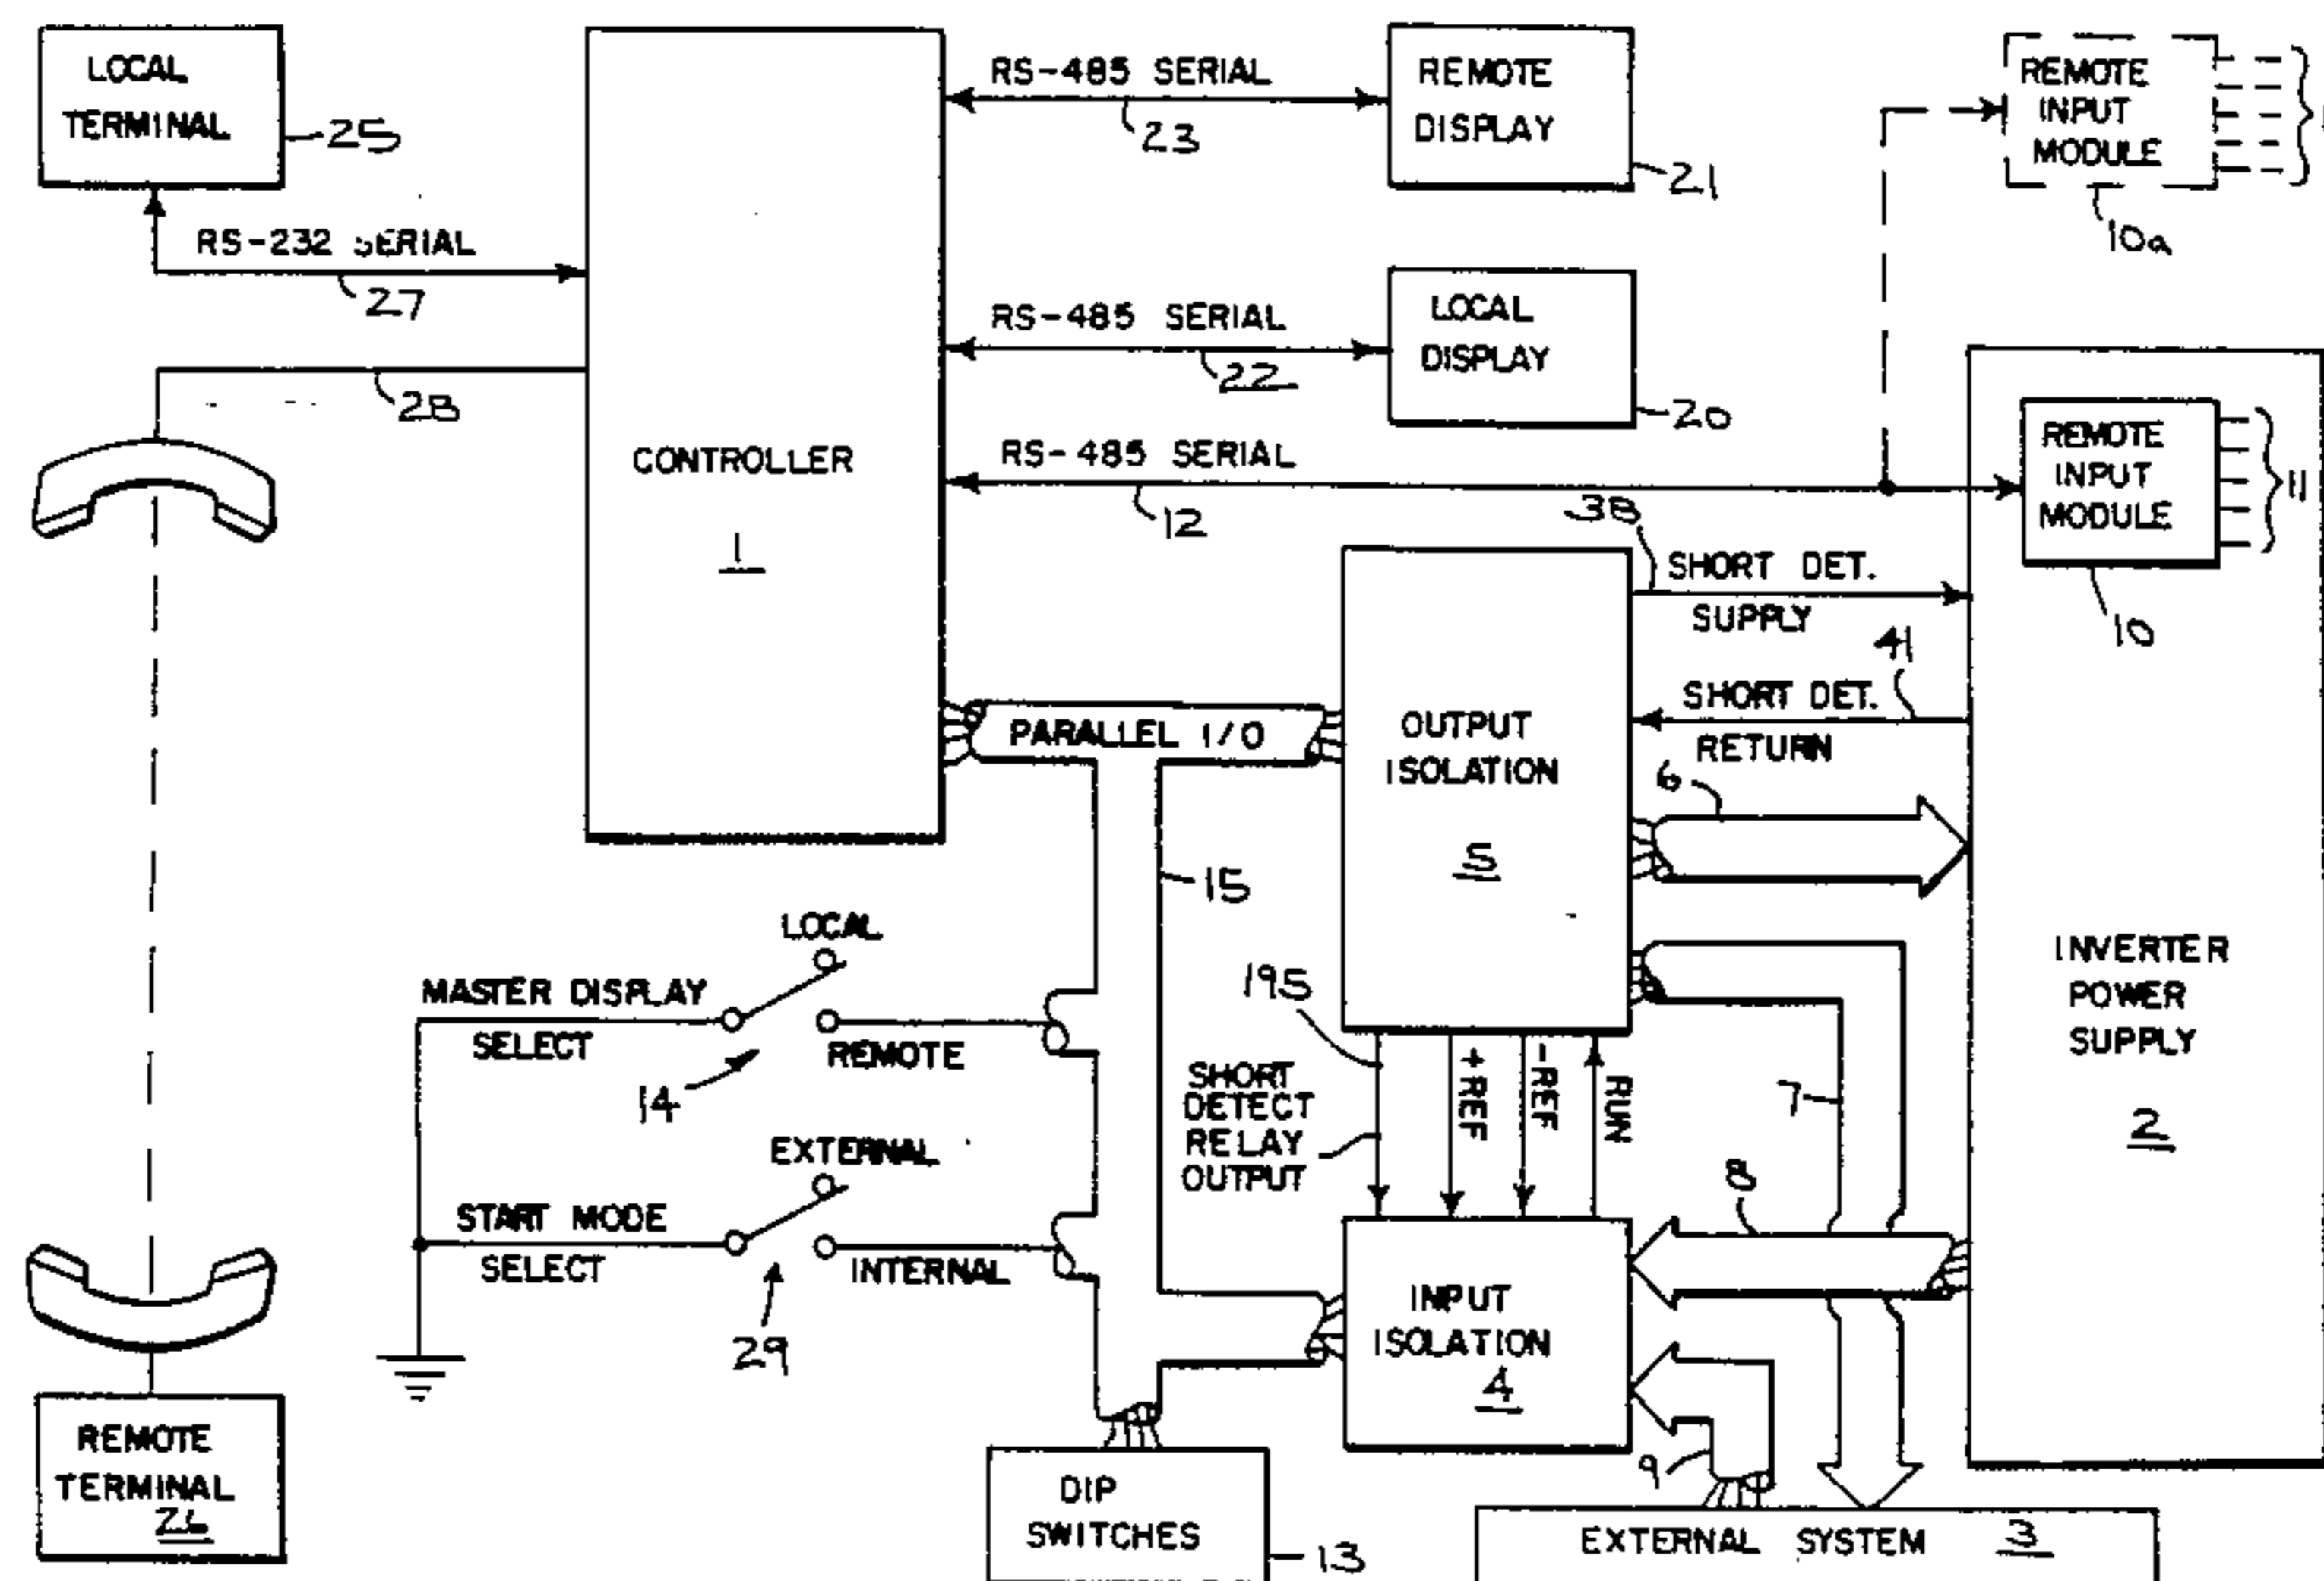 LOCAL
TERMINAL
25
RS-232 SERIAL
27
28
CONTROLLER
1
RS-485 SERIAL
23
REMOTE
DISPLAY
21
RS-485 SERIAL
22
LOCAL
DISPLAY
20
RS-485 SERIAL
12
REMOTE
INPUT
MODULE
10a
REMOTE
INPUT
MODULE
11
10
38
SHORT DET.
SUPPLY
41
SHORT DET.
RETURN
6
PARALLEL I/O
OUTPUT
ISOLATION
5
15
INVERTER
POWER
SUPPLY
2
LOCAL
MASTER DISPLAY
SELECT
REMOTE
14
EXTERNAL
START MODE
SELECT
INTERNAL
29
195
SHORT
DETECT
RELAY
OUTPUT
+REF
-REF
RUN
7
8
INPUT
ISOLATION
4
9
REMOTE
TERMINAL
26
DIP
SWITCHES
13
EXTERNAL SYSTEM 3